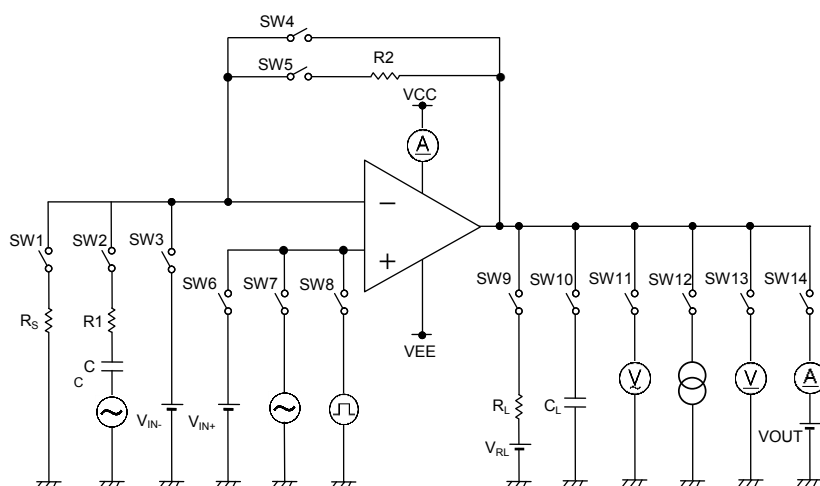 SW4
SW5
R2
VCC
A
SW1
SW2
SW3
−
+
SW6
SW7
SW8
SW9
SW10
SW11
SW12
SW13
SW14
RS
R1
C
C
VEE
V
V
A
VIN-
VIN+
RL
CL
VRL
VOUT